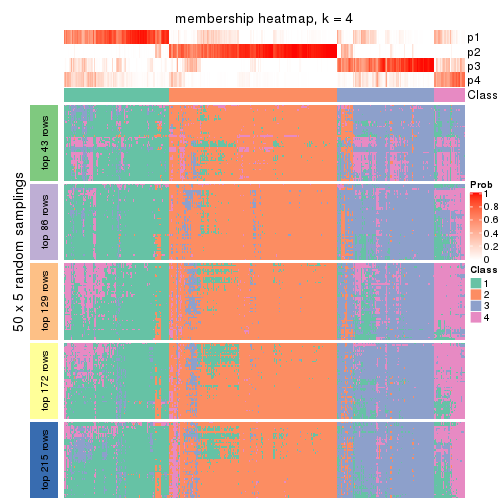 membership heatmap, k = 4
p1
p2
p3
p4
Class
50 x 5 random samplings
top 43 rows
top 86 rows
top 129 rows
top 172 rows
top 215 rows
Prob
1
0.8
0.6
0.4
0.2
0
Class
1
2
3
4